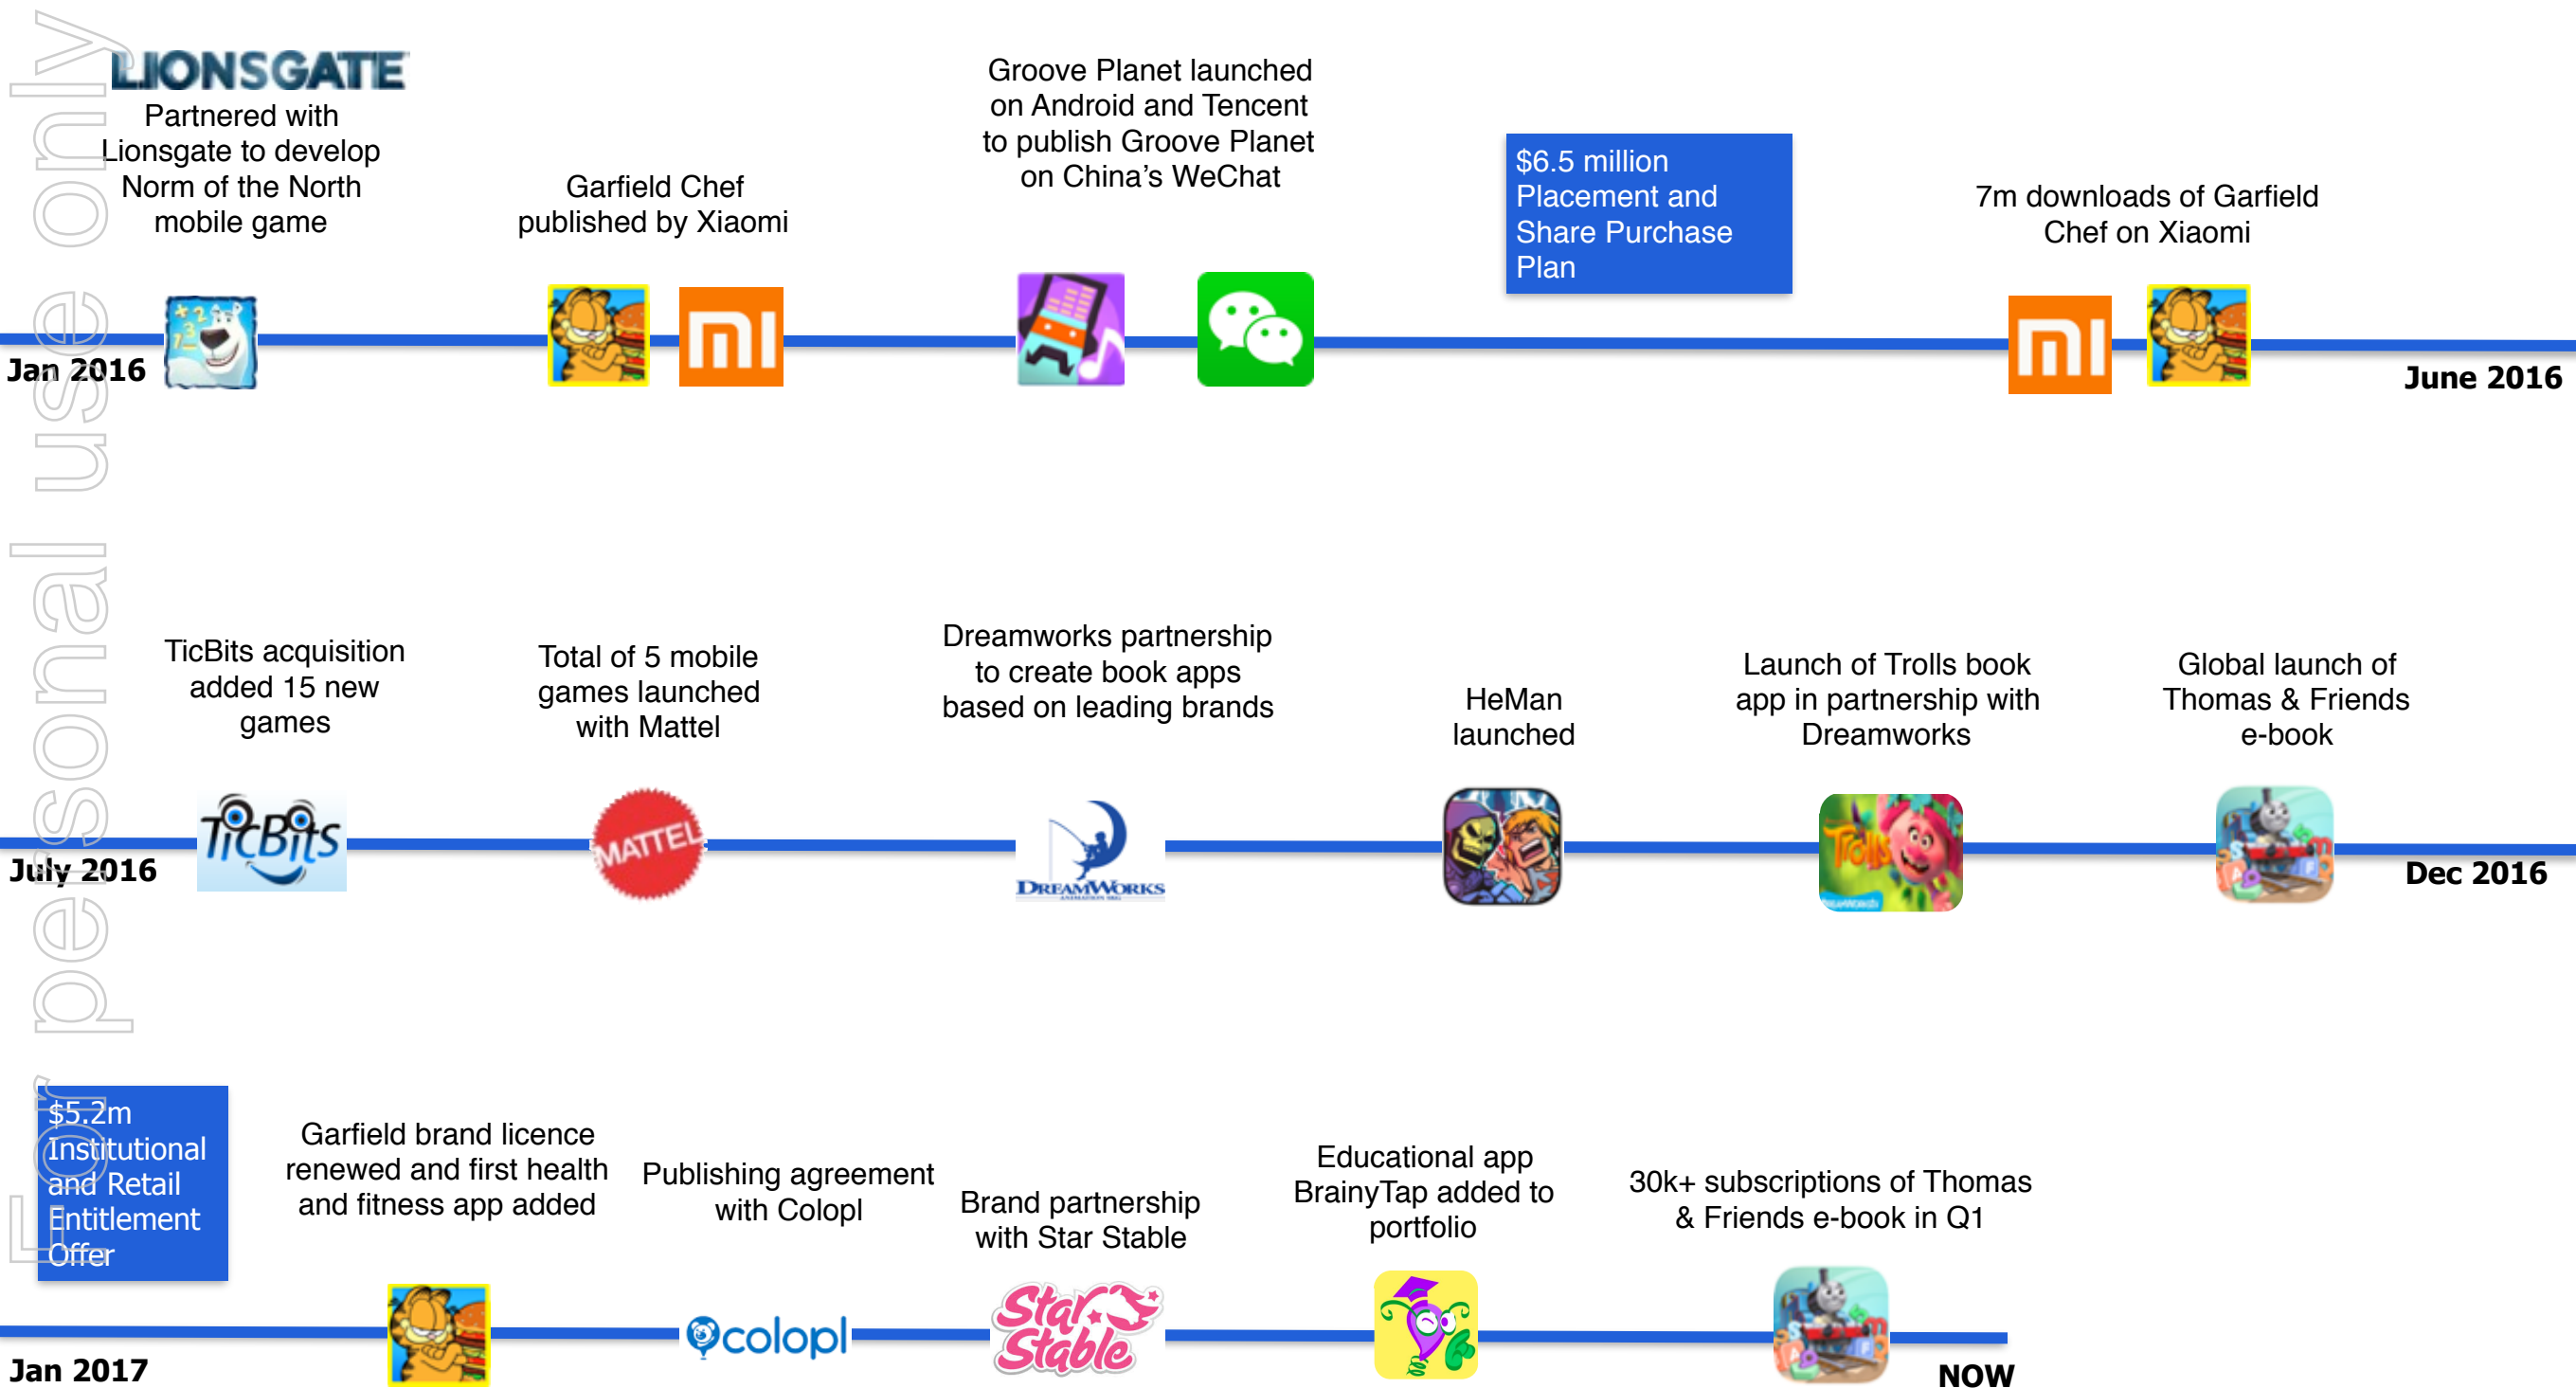 For personal use only
LIONSGATE
Partnered with
Lionsgate to develop
Norm of the North
mobile game
Garfield Chef
published by Xiaomi
Groove Planet launched
on Android and Tencent
to publish Groove Planet
on China's WeChat
$6.5 million
Placement and
Share Purchase
Plan
7m downloads of Garfield
Chef on Xiaomi
mi
mi
Jan 2016
June 2016
TicBits acquisition
added 15 new
games
Total of 5 mobile
games launched
with Mattel
Dreamworks partnership
to create book apps
based on leading brands
HeMan
launched
Launch of Trolls book
app in partnership with
Dreamworks
Global launch of
Thomas & Friends
e-book
TicBits
MATTEL
DREAMWORKS
ANIMATION SKG
Trolls
DREAMWORKS
July 2016
Dec 2016
$5.2m
Institutional
and Retail
Entitlement
Offer
Garfield brand licence
renewed and first health
and fitness app added
Publishing agreement
with Colopl
Brand partnership
with Star Stable
Educational app
BrainyTap added to
portfolio
30k+ subscriptions of Thomas
& Friends e-book in Q1
colopl
Star
Stable
Jan 2017
NOW